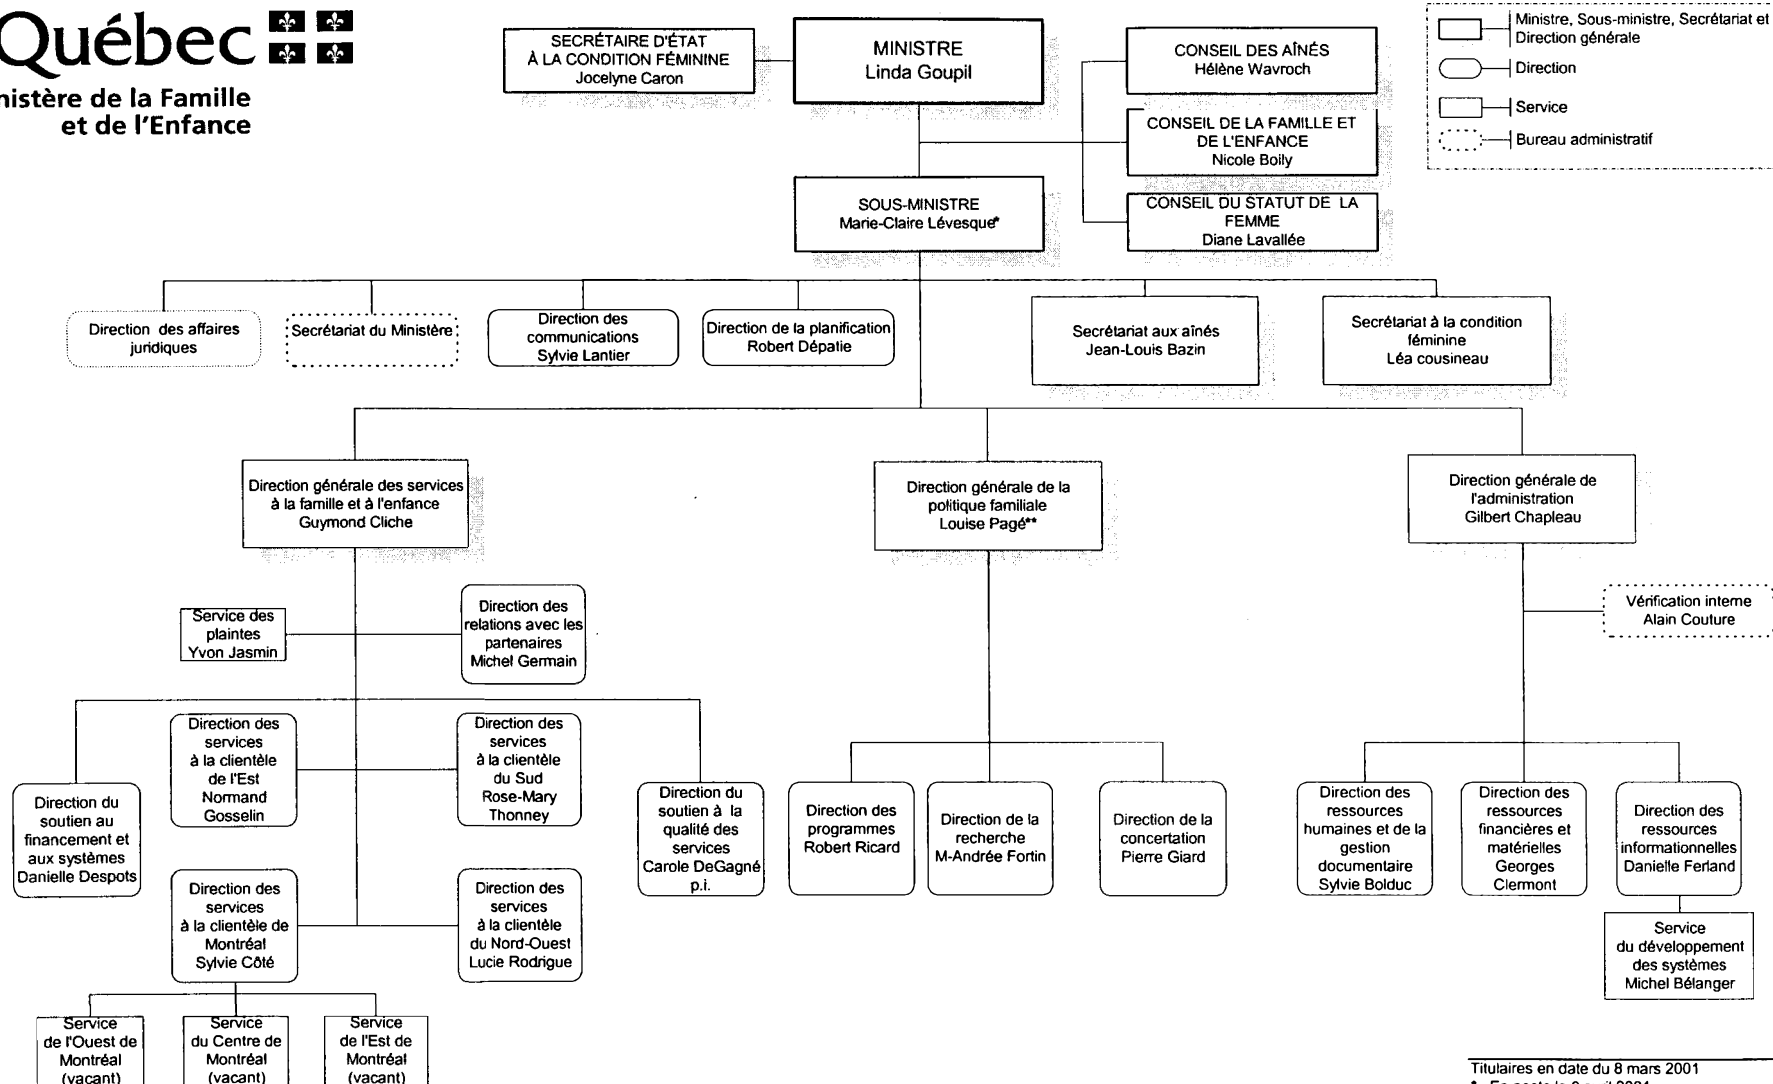 Québec
nistère de la Famille
et de l'Enfance
SECRÉTAIRE D'ÉTAT
À LA CONDITION FÉMININE
Jocelyne Caron
MINISTRE
Linda Goupil
CONSEIL DES AÎNÉS
Hélène Wavroch
CONSEIL DE LA FAMILLE ET
DE L'ENFANCE
Nicole Boily
CONSEIL DU STATUT DE LA
FEMME
Diane Lavallée
Ministre, Sous-ministre, Secrétariat et
Direction générale
Direction
Service
Bureau administratif
SOUS-MINISTRE
Marie-Claire Lévesque*
Direction des affaires
juridiques
Secrétariat du Ministère
Direction des
communications
Sylvie Lantier
Direction de la planification
Robert Dépatie
Secrétariat aux aînés
Jean-Louis Bazin
Secrétariat à la condition
féminine
Léa cousineau
Direction générale des services
à la famille et à l'enfance
Guymond Cliche
Direction générale de la
politique familiale
Louise Pagé**
Direction générale de
l'administration
Gilbert Chapleau
Service des
plaintes
Yvon Jasmin
Direction des
relations avec les
partenaires
Michel Germain
Vérification interne
Alain Couture
Direction du
soutien au
financement et
aux systèmes
Danielle Despots
Direction des
services
à la clientèle
de l'Est
Normand
Gosselin
Direction des
services
à la clientèle
du Sud
Rose-Mary
Thonney
Direction du
soutien à la
qualité des
services
Carole DeGagné
p.i.
Direction des
programmes
Robert Ricard
Direction de la
recherche
M-Andrée Fortin
Direction de la
concertation
Pierre Giard
Direction des
ressources
humaines et de la
gestion
documentaire
Sylvie Bolduc
Direction des
ressources
financières et
matérielles
Georges
Clermont
Direction des
ressources
informationnelles
Danielle Ferland
Direction des
services
à la clientèle de
Montréal
Sylvie Côté
Direction des
services
à la clientèle
du Nord-Ouest
Lucie Rodrigue
Service
du développement
des systèmes
Michel Bélanger
Service
de l'Ouest de
Montréal
(vacant)
Service
du Centre de
Montréal
(vacant)
Service
de l'Est de
Montréal
(vacant)
Titulaires en date du 8 mars 2001